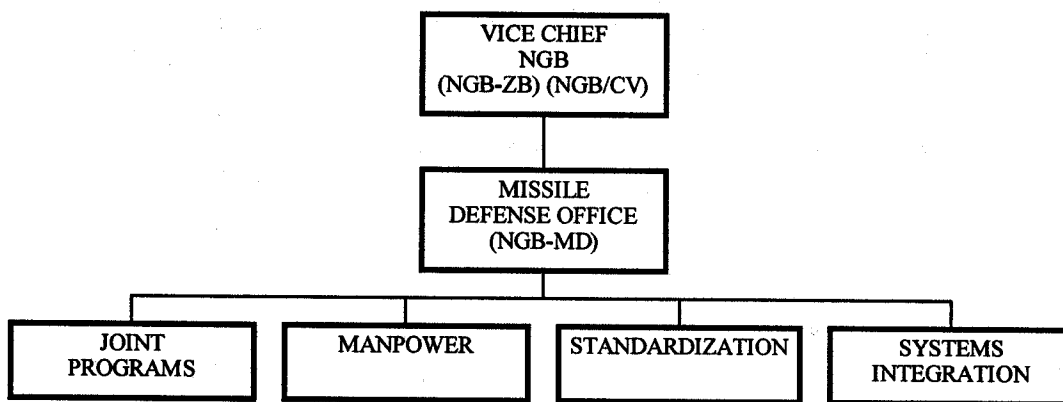 VICE CHIEF
NGB
(NGB-ZB) (NGB/CV)
MISSILE
DEFENSE OFFICE
(NGB-MD)
JOINT
PROGRAMS
MANPOWER
STANDARDIZATION
SYSTEMS
INTEGRATION